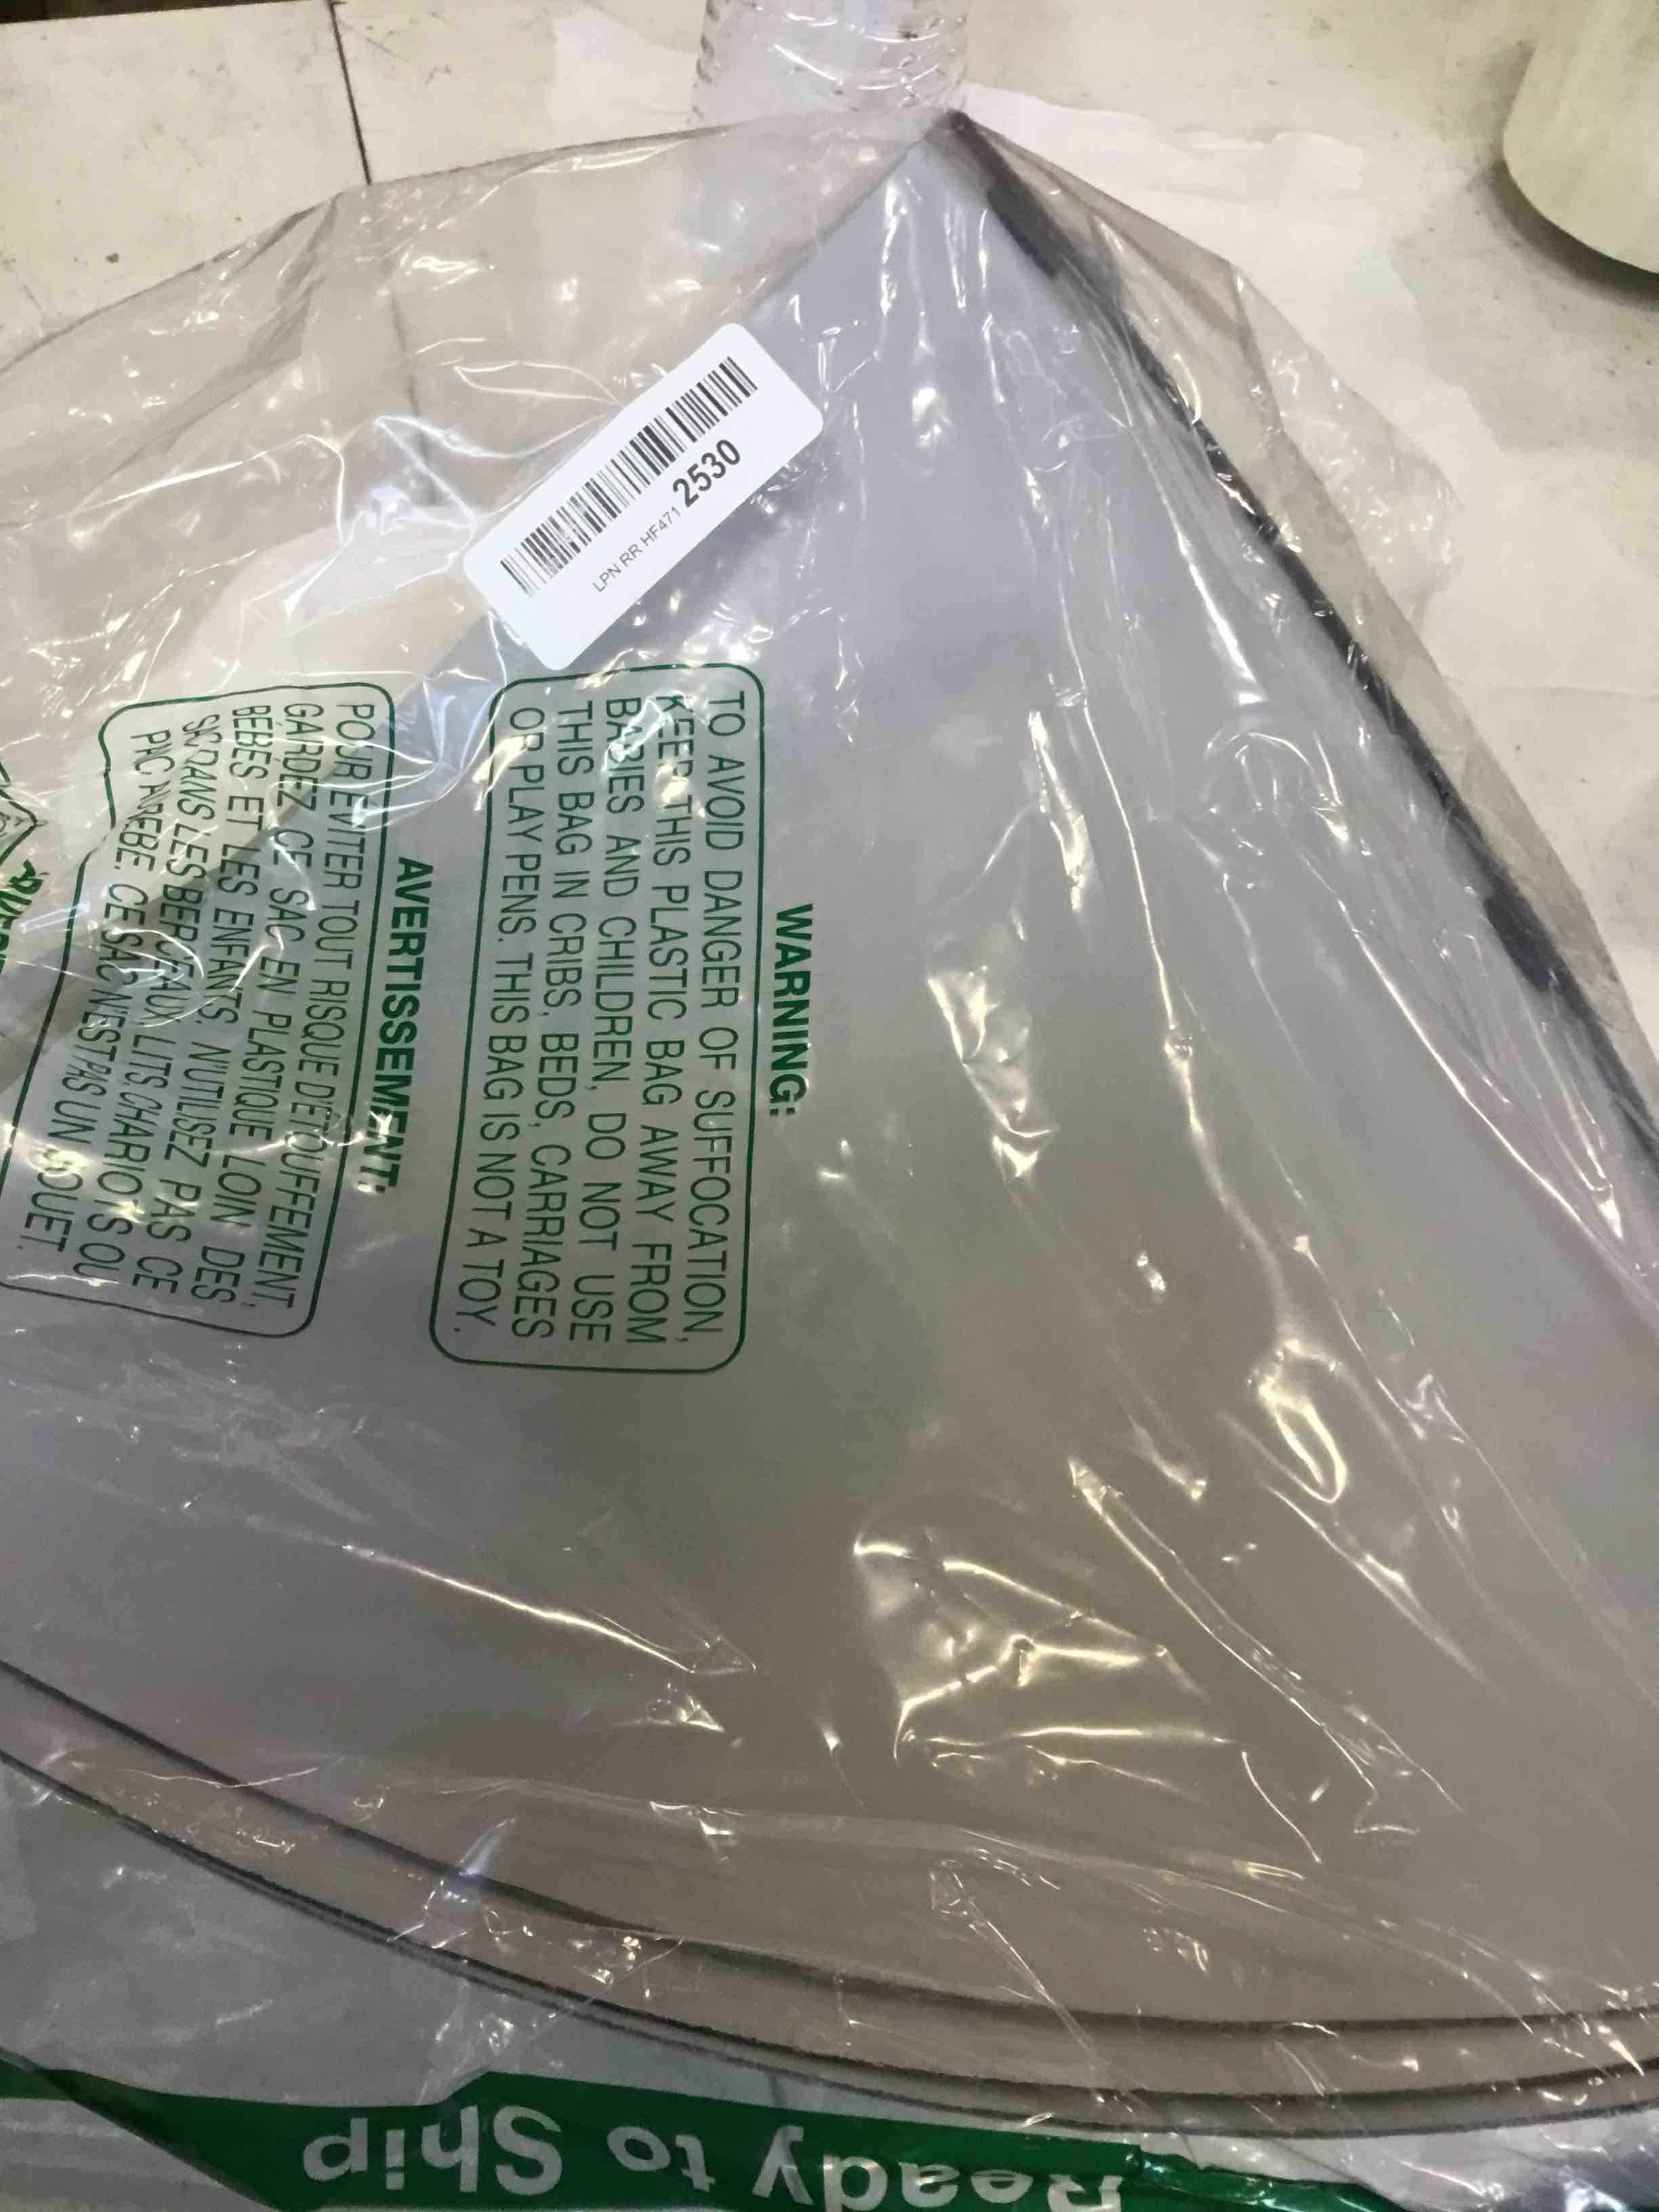 LPN RR HF471 2530
WARNING:
TO AVOID DANGER OF SUFFOCATION,
KEEP THIS PLASTIC BAG AWAY FROM
BABIES AND CHILDREN, DO NOT USE
THIS BAG IN CRIBS, BEDS, CARRIAGES
OR PLAY PENS. THIS BAG IS NOT A TOY.
AVERTISSEMENT:
POUR ÉVITER TOUT RISQUE D'ÉTOUFFEMENT,
GARDEZ CE SAC EN PLASTIQUE LOIN DES
BÉBÉS ET LES ENFANTS, N'UTILISEZ PAS CE
SAC DANS LES BERCEAUX, LITS, CHARIOTS OU
CE SAC N'EST PAS UN JOUET.
Ready to Ship